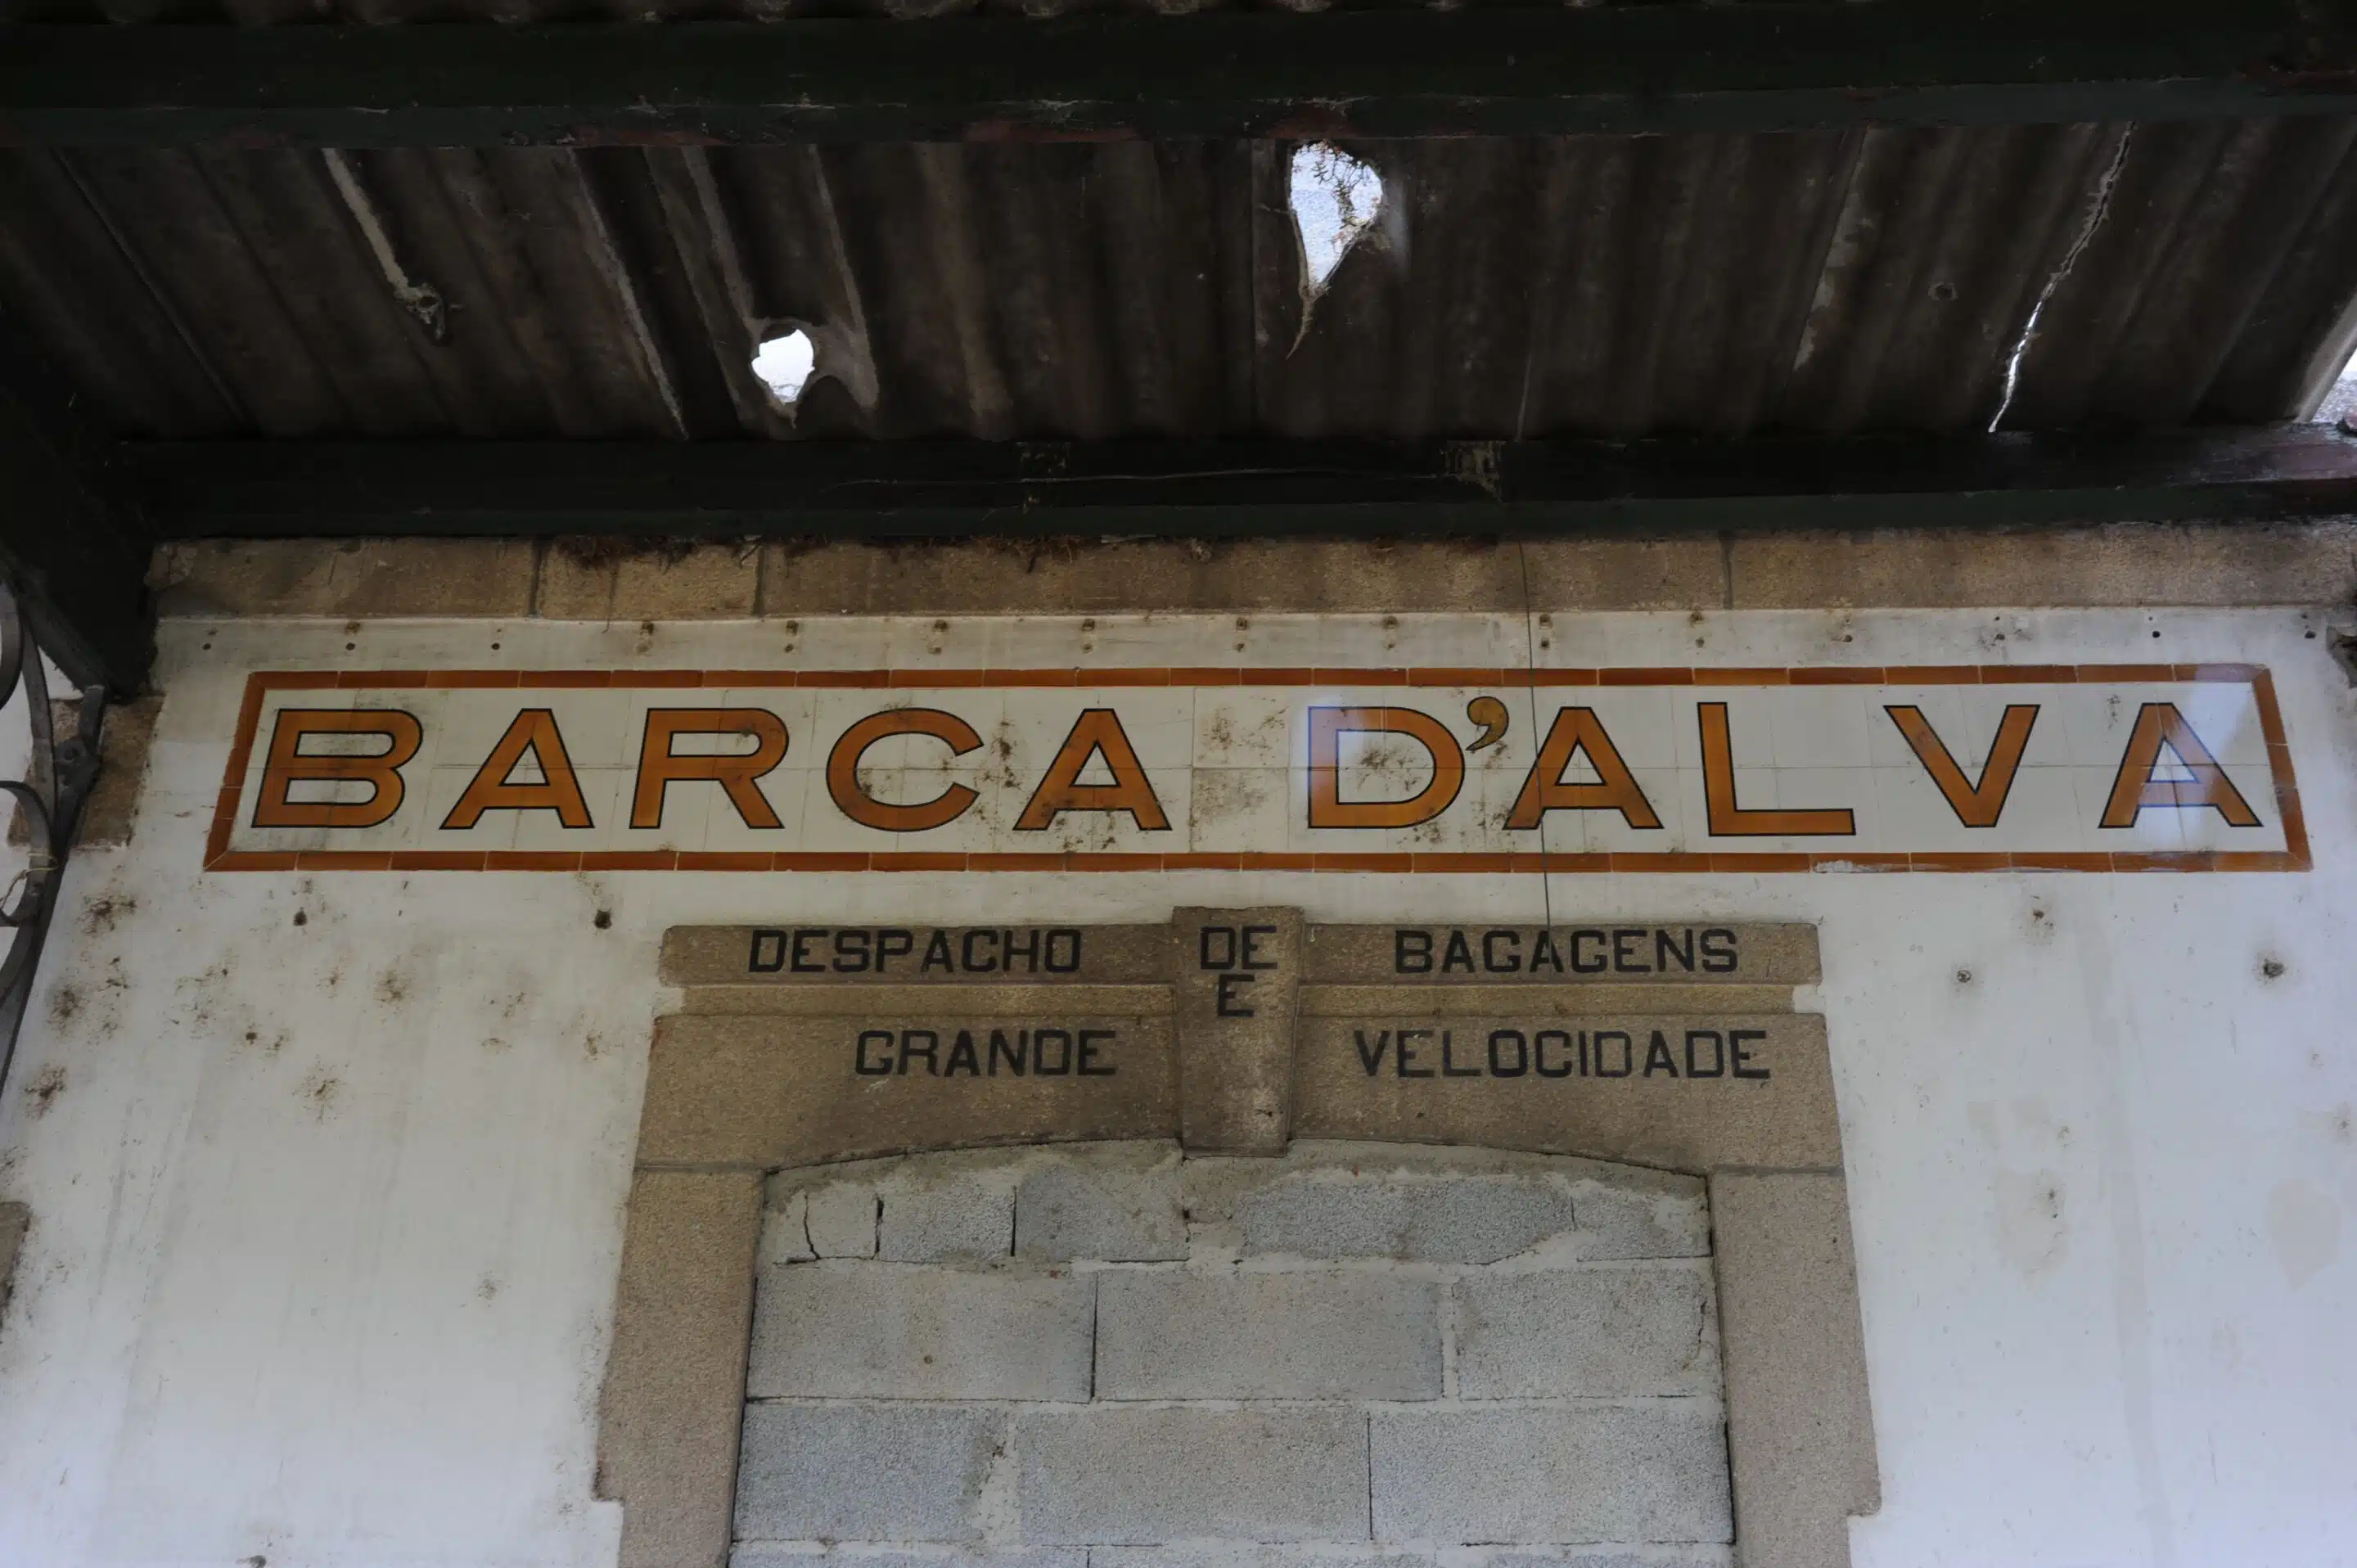 BARCA D'ALVA
DESPACHO DE BAGAGENS
E
GRANDE VELOCIDADE